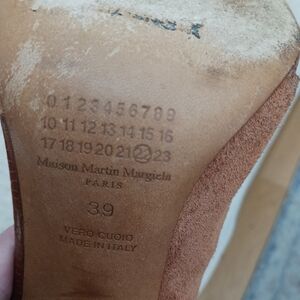 0 1 2 3 4 5 6 7 8 9
10 11 12 13 14 15 16
17 18 19 20 21 22 23
Maison Martin Margiela
PARIS
39
VERO CUOIO
MADE IN ITALY